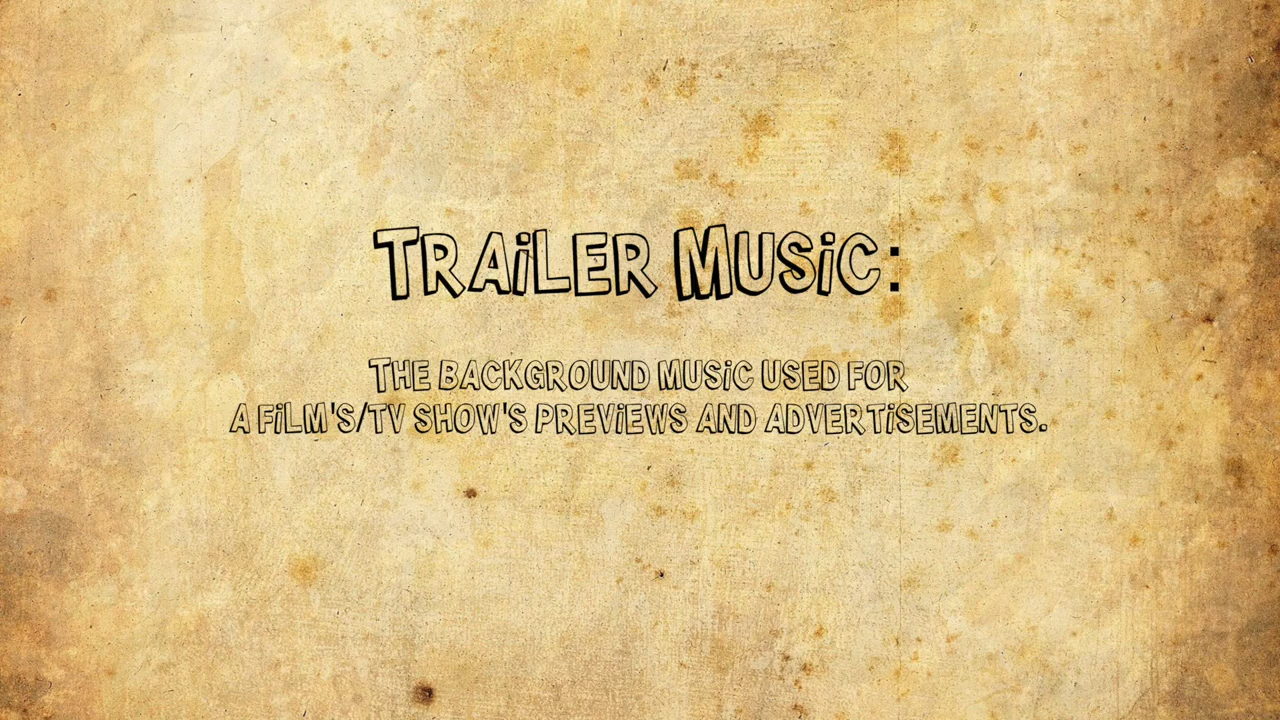 Trailer Music:
The background music used for
a film's/TV show's previews and advertisements.